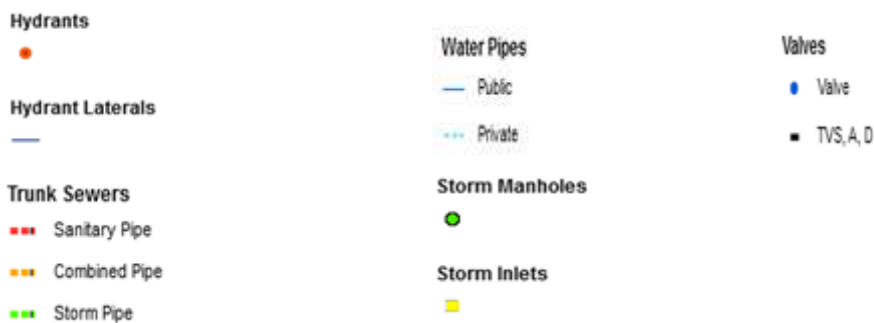 Hydrants
Hydrant Laterals
Trunk Sewers
Sanitary Pipe
Combined Pipe
Storm Pipe
Water Pipes
Public
Private
Storm Manholes
Storm Inlets
Valves
Valve
TVS, A, D